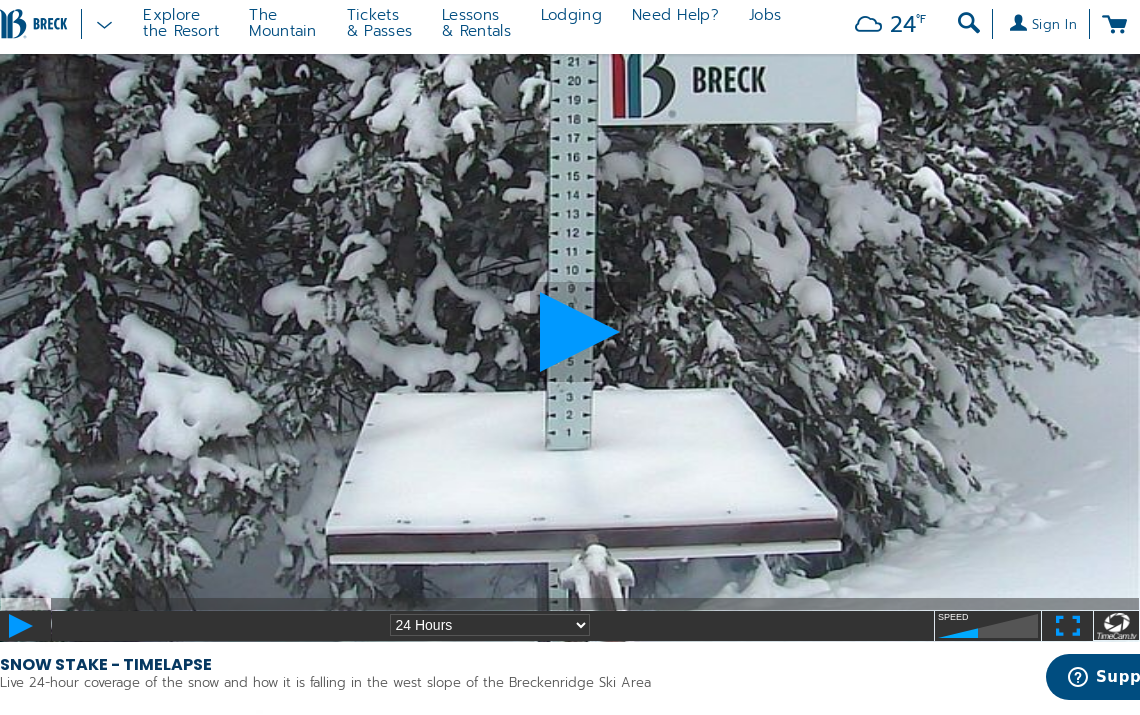 BRECK
Explore
the Resort
The
Mountain
Tickets
& Passes
Lessons
& Rentals
Lodging
Need Help?
Jobs
24°F
Sign In
BRECK
21
20
19
18
17
16
15
14
13
12
11
10
9
8
5
4
3
2
1
24 Hours
SPEED
TimeCam.tv
SNOW STAKE - TIMELAPSE
Live 24-hour coverage of the snow and how it is falling in the west slope of the Breckenridge Ski Area
Supp